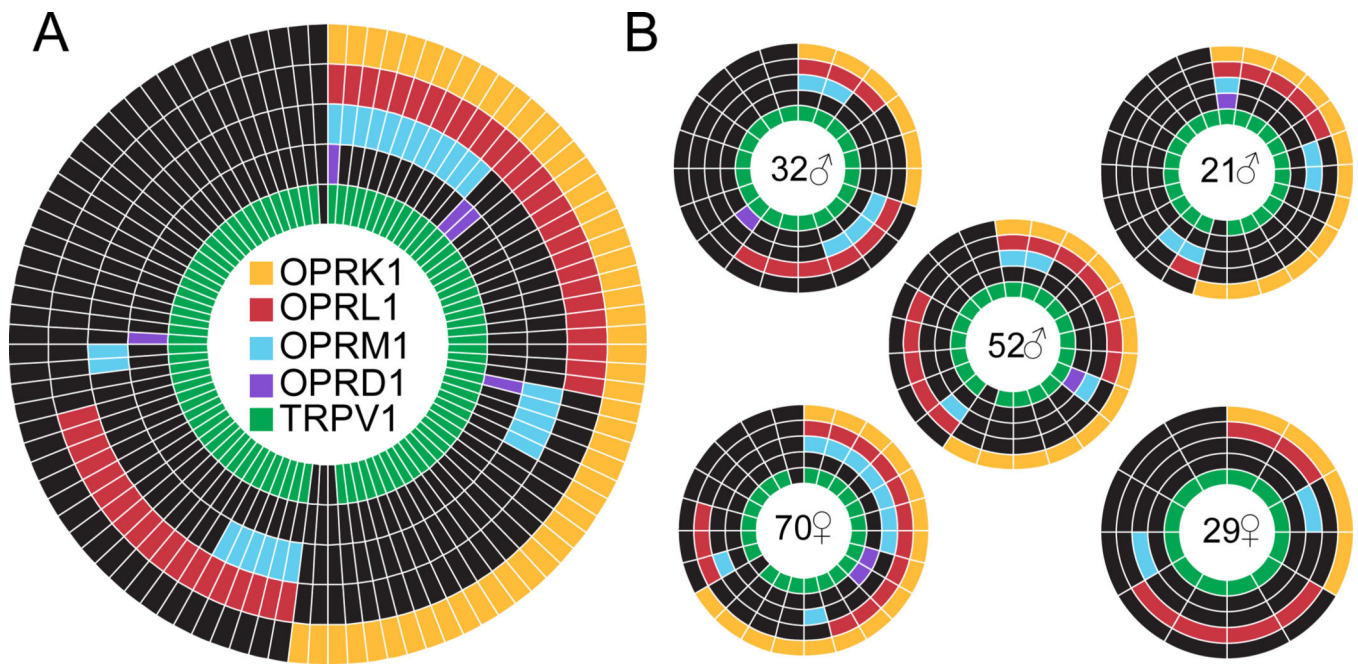 A
B
OPRK1
OPRL1
OPRM1
OPRD1
TRPV1
32♂
21♂
52♂
70♀
29♀